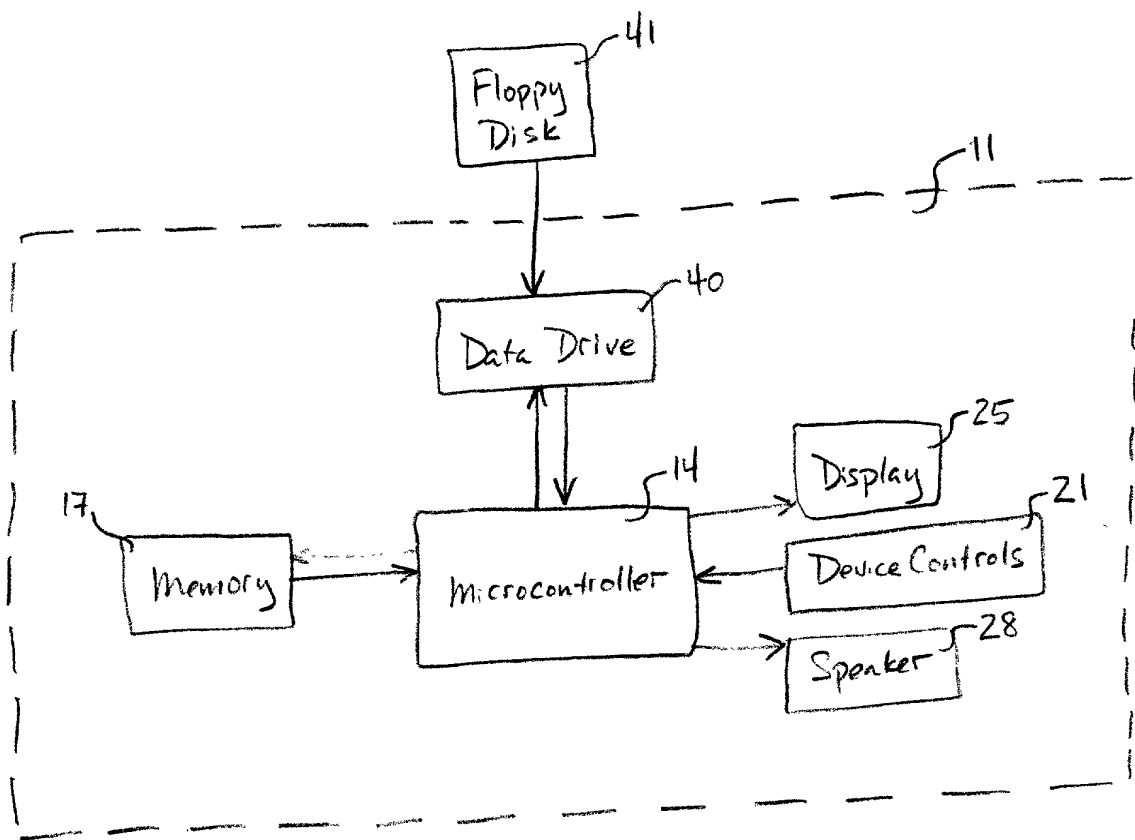 41
Floppy
Disk
11
40
Data Drive
25
Display
14
21
17
Device Controls
Memory
Microcontroller
28
Speaker